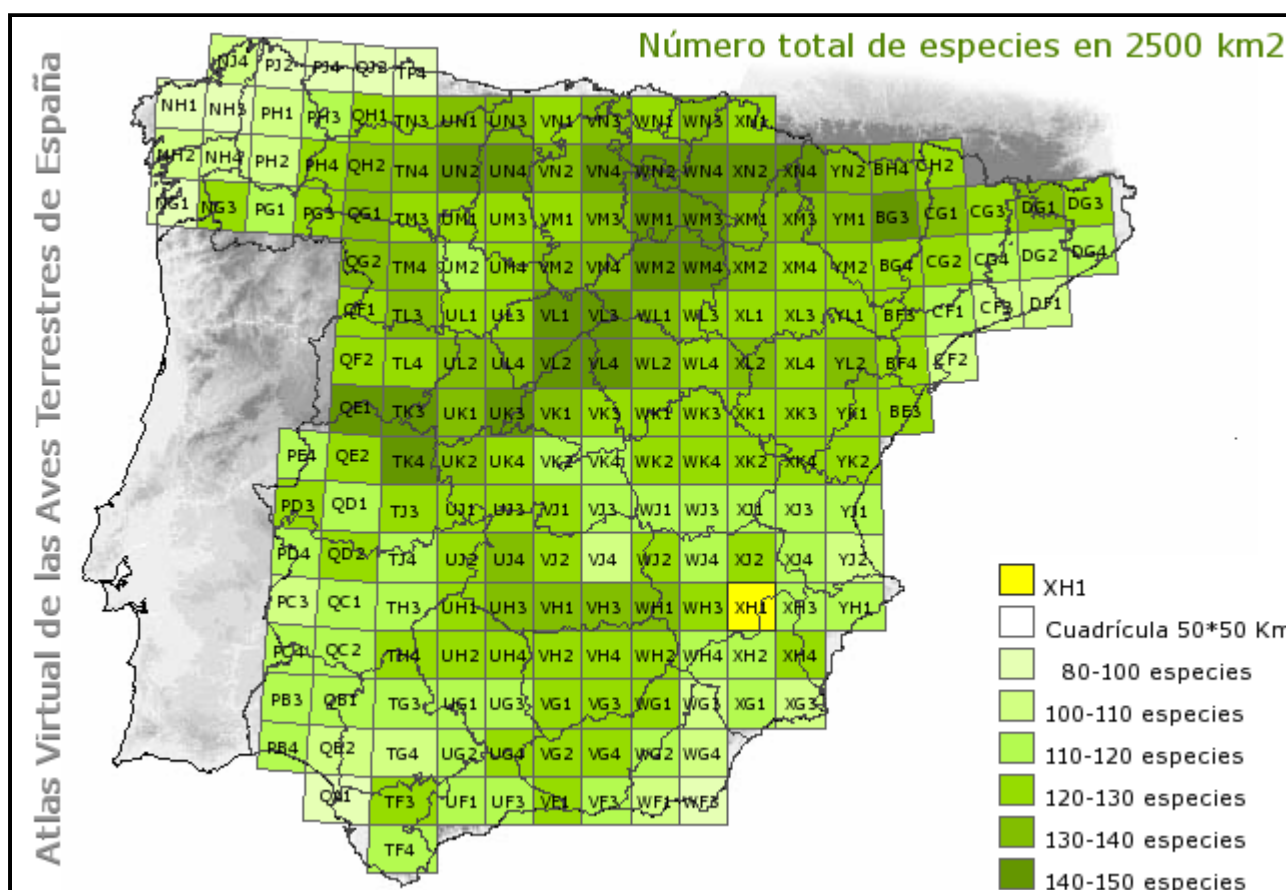 Número total de especies en 2500 km2
Atlas Virtual de las Aves Terrestres de España
NJ4 PJ2 PJ4 QJ2 TP4
NH1 NH3 PH1 PH3 QH1 TN3 UN1 UN3 VN1 VN3 WN1 WN3 XN1
NH2 NH4 PH2 PH4 QH2 TN4 UN2 UN4 VN2 VN4 WN2 WN4 XN2 XN4 YN2 BH4 CH2
NG1 NG3 PG1 PG3 QG1 TM3 UM1 UM3 VM1 VM3 WM1 WM3 XM1 XM3 YM1 BG3 CG1 CG3 DG1 DG3
QG2 TM4 UM2 UM4 VM2 VN4 WM2 WM4 XM2 XM4 YM2 BG4 CG2 CG4 DG2 DG4
QF1 TL3 UL1 UL3 VL1 VL3 WL1 WL3 XL1 XL3 YL1 BF3 CF1 CF3 DF1
QF2 TL4 UL2 UL4 VL2 VL4 WL2 WL4 XL2 XL4 YL2 BF4 CF2
QE1 TK3 UK1 UK3 VK1 VK3 WK1 WK3 XK1 XK3 YK1 BE3
PE4 QE2 TK4 UK2 UK4 VK2 VK4 WK2 WK4 XK2 XK4 YK2
PD3 QD1 TJ3 UJ1 UJ3 VJ1 VJ3 WJ1 WJ3 XJ1 XJ3 YJ1
PD4 QD2 TJ4 UJ2 UJ4 VJ2 VJ4 WJ2 WJ4 XJ2 XJ4 YJ2
PC3 QC1 TH3 UH1 UH3 VH1 VH3 WH1 WH3 XH1 XH3 YH1
PC4 QC2 TH4 UH2 UH4 VH2 VH4 WH2 WH4 XH2 XH4
PB3 QB1 TG3 UG1 UG3 VG1 VG3 WG1 WG3 XG1 XG3
PB4 QB2 TG4 UG2 UG4 VG2 VG4 WG2 WG4
QA1 TF3 UF1 UF3 VF1 VF3 WF1 WF3
TF4
XH1
Cuadrícula 50*50 Km
80-100 especies
100-110 especies
110-120 especies
120-130 especies
130-140 especies
140-150 especies